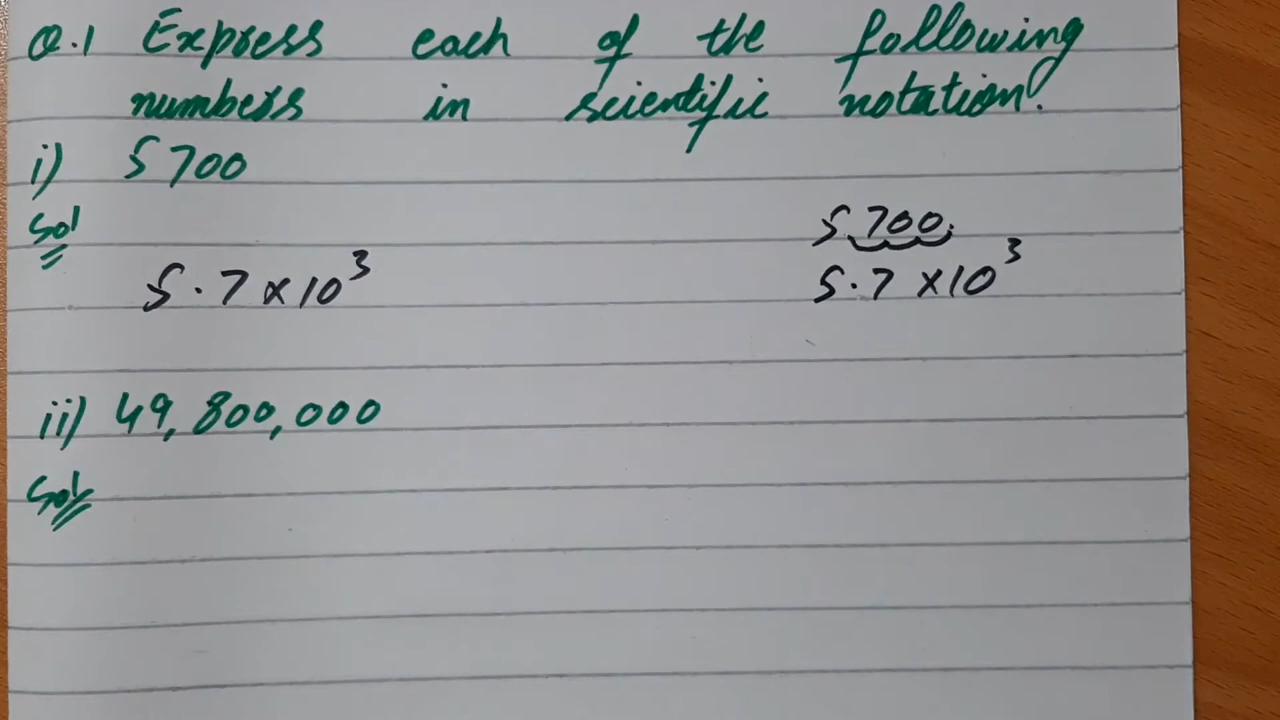 Q.1 Express each of the following
numbers in scientific notation.
i) 5700
Sol
5700.
5.7 × 10³
5.7 × 10³
ii) 49,800,000
Sol